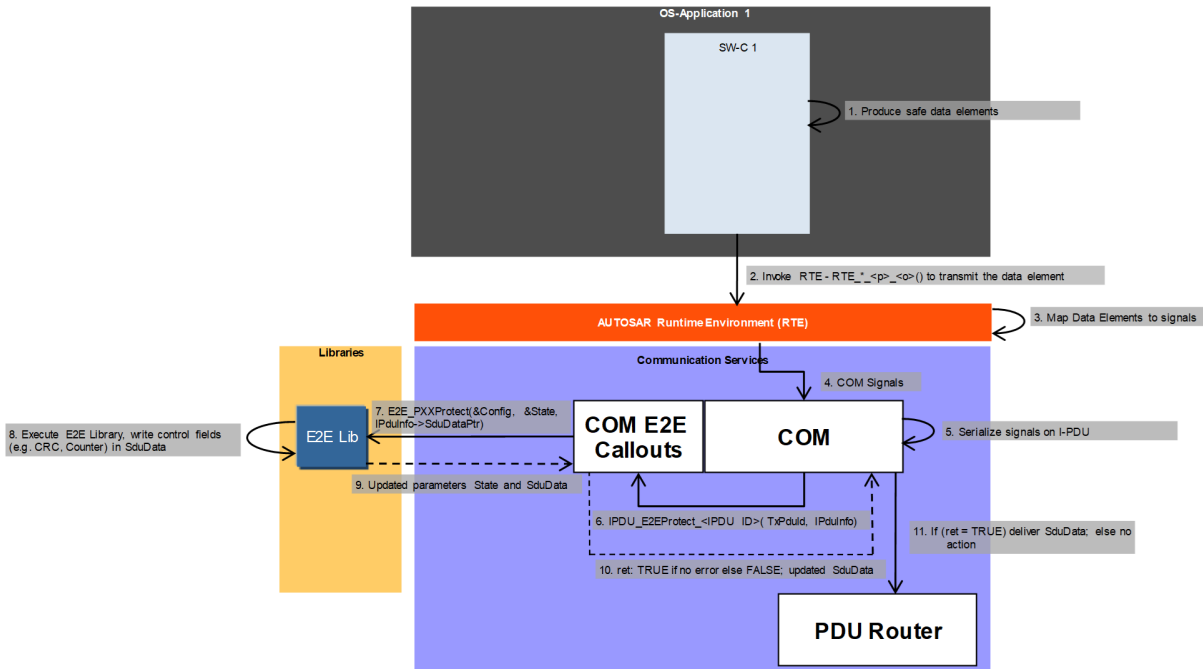 OS-Application 1
SW-C 1
1. Produce safe data elements
2. Invoke RTE - RTE_*_<p>_<o>() to transmit the data element
AUTOSAR Runtime Environment (RTE)
3. Map Data Elements to signals
Libraries
Communication Services
4. COM Signals
7. E2E_PXXProtect(&Config, &State,
IPduInfo->SduDataPtr)
E2E Lib
8. Execute E2E Library, write control fields
(e.g. CRC, Counter) in SduData
COM E2E
Callouts
COM
5. Serialize signals on I-PDU
9. Updated parameters State and SduData
6. IPDU_E2EProtect_<IPDU ID>( TxPduId, IPduInfo)
11. If (ret = TRUE) deliver SduData; else no
action
10. ret: TRUE if no error else FALSE; updated SduData
PDU Router